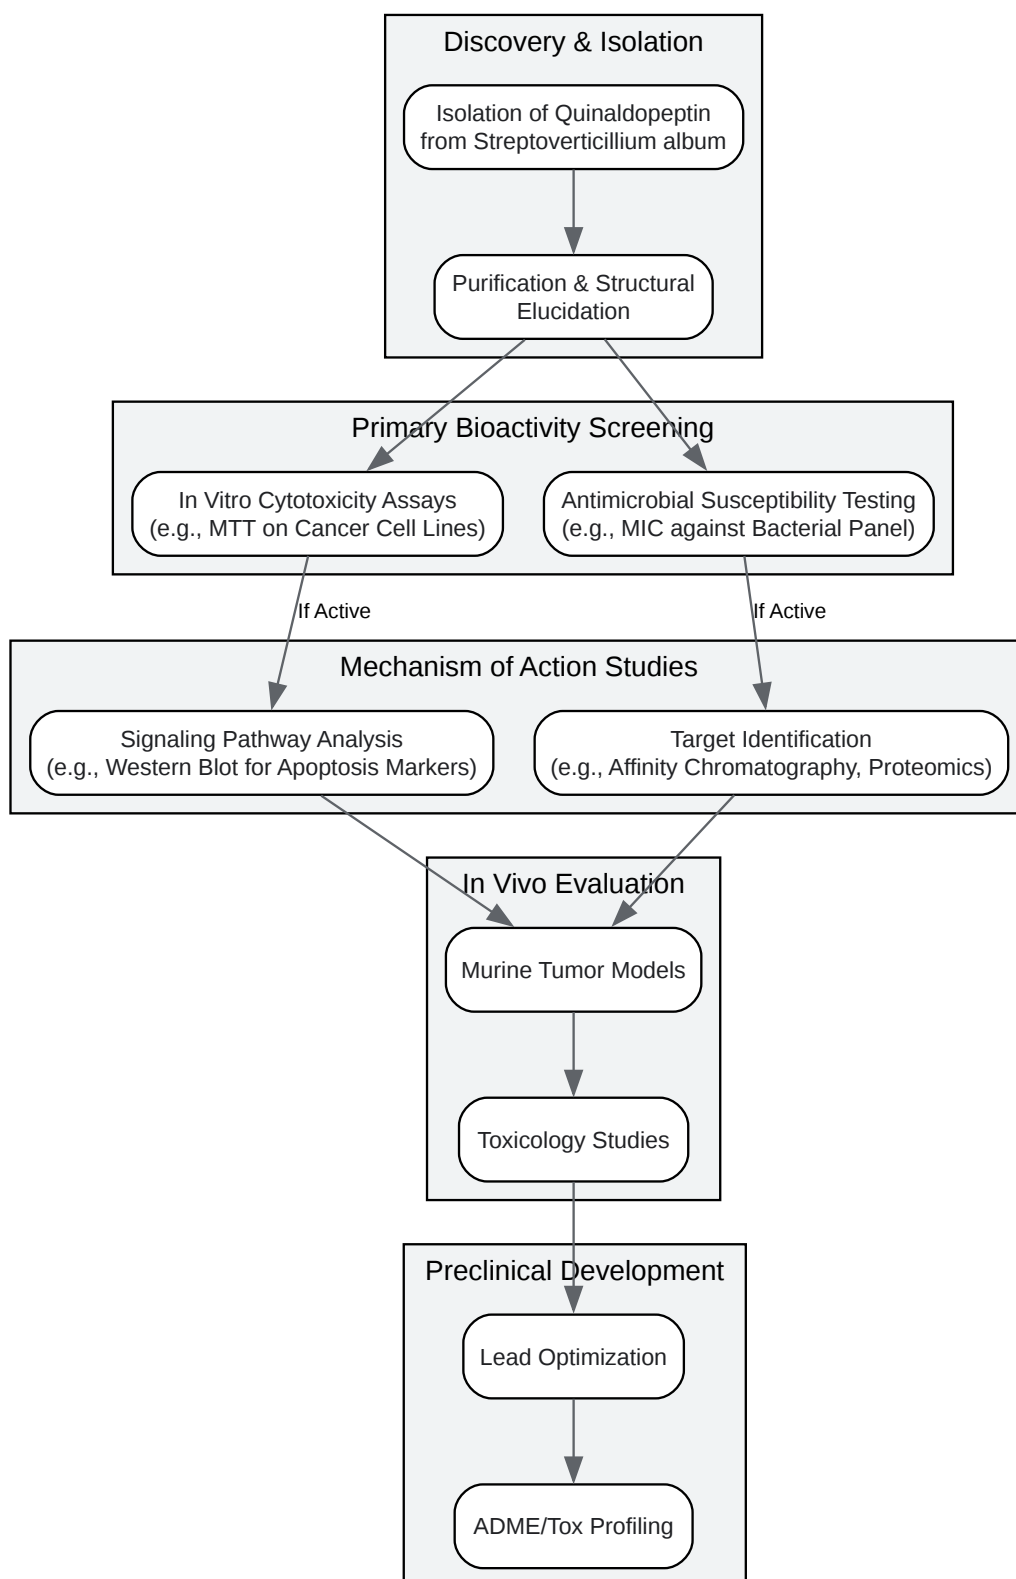 Discovery & Isolation
Isolation of Quinaldopeptin
from Streptoverticillium album
Purification & Structural
Elucidation
Primary Bioactivity Screening
In Vitro Cytotoxicity Assays
(e.g., MTT on Cancer Cell Lines)
Antimicrobial Susceptibility Testing
(e.g., MIC against Bacterial Panel)
If Active
If Active
Mechanism of Action Studies
Signaling Pathway Analysis
(e.g., Western Blot for Apoptosis Markers)
Target Identification
(e.g., Affinity Chromatography, Proteomics)
In Vivo Evaluation
Murine Tumor Models
Toxicology Studies
Preclinical Development
Lead Optimization
ADME/Tox Profiling